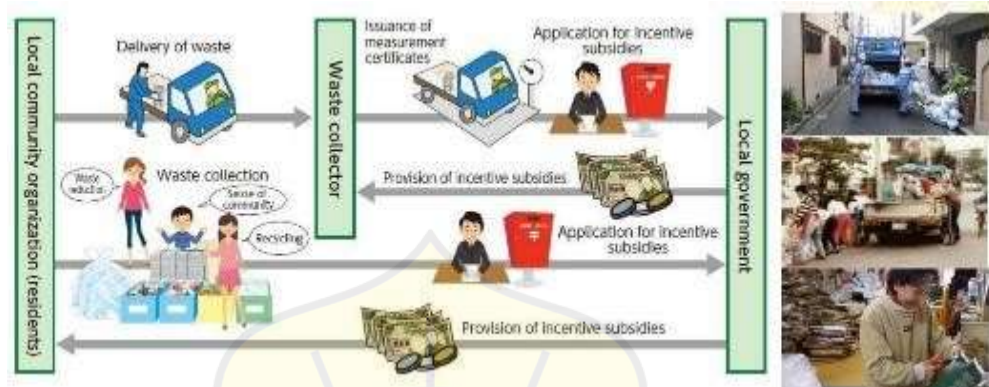 Local community organization (residents)
Delivery of waste
Waste collection
Waste
reduction
Sense of
community
Recycling
Waste collector
Issuance of
measurement
certificates
Application for incentive
subsidies
Provision of incentive subsidies
Application for incentive
subsidies
Provision of incentive subsidies
Local government